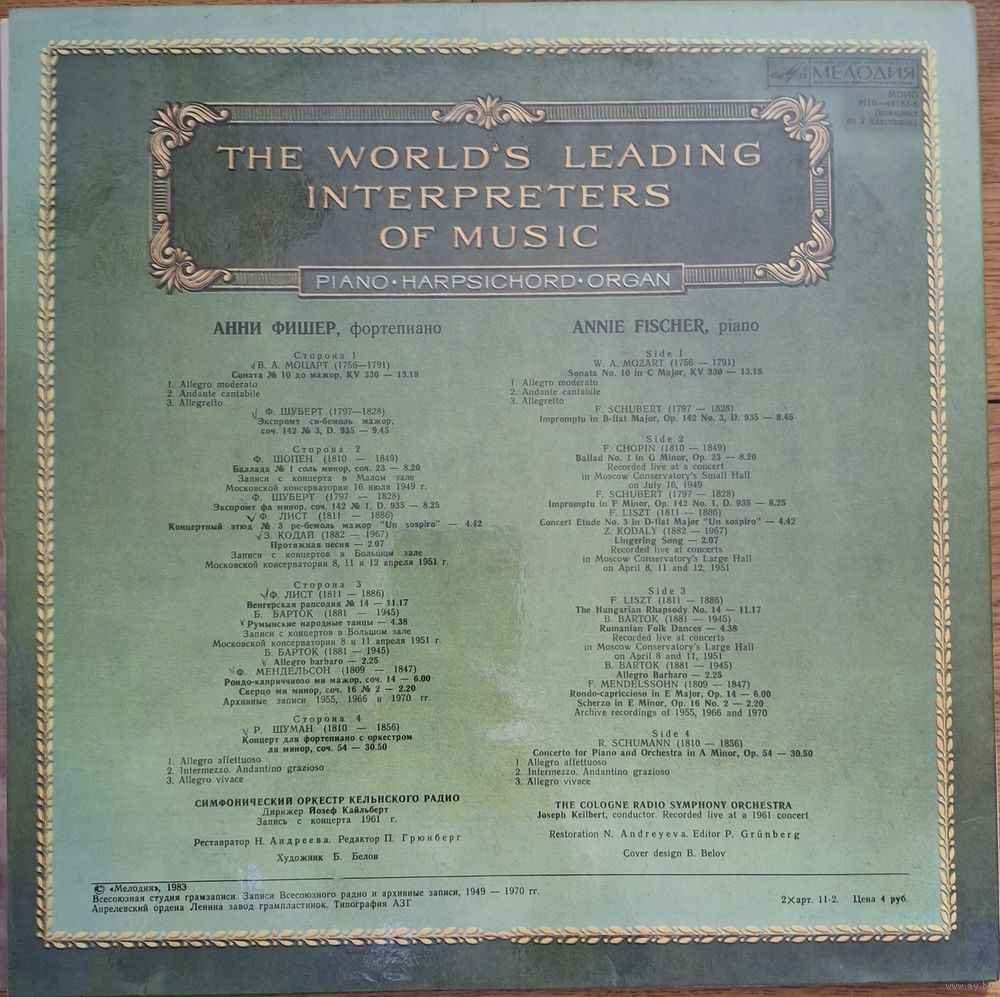 МЕЛОДИЯ
МОНО
М10—44183-6
(комплект
из 2 пластинок)
THE WORLD'S LEADING
INTERPRETERS
OF MUSIC
PIANO·HARPSICHORD·ORGAN
АННИ ФИШЕР, фортепиано
Сторона 1
В. А. МОЦАРТ (1756—1791)
Соната № 10 до мажор, KV 330 — 13.18
1. Allegro moderato
2. Andante cantabile
3. Allegretto
Ф. ШУБЕРТ (1797—1828)
Экспромт си-бемоль мажор,
соч. 142 № 3, D. 935 — 9.45
Сторона 2
Ф. ШОПЕН (1810 — 1849)
Баллада № 1 соль минор, соч. 23 — 8.20
Записи с концерта в Малом зале
Московской консерватории 16 июля 1949 г.
Ф. ШУБЕРТ (1797 — 1828)
Экспромт фа минор, соч. 142 № 1, D. 935 — 8.25
Ф. ЛИСТ (1811 — 1886)
Концертный этюд № 3 ре-бемоль мажор "Un sospiro" — 4.42
З. КОДАЙ (1882 — 1967)
Протяжная песня — 2.07
Записи с концертов в Большом зале
Московской консерватории 8, 11 и 12 апреля 1951 г.
Сторона 3
Ф. ЛИСТ (1811 — 1886)
Венгерская рапсодия № 14 — 11.17
Б. БАРТОК (1881 — 1945)
Румынские народные танцы — 4.38
Записи с концертов в Большом зале
Московской консерватории 8 и 11 апреля 1951 г.
Б. БАРТОК (1881 — 1945)
Allegro barbaro — 2.25
Ф. МЕНДЕЛЬСОН (1809 — 1847)
Рондо-каприччиозо ми мажор, соч. 14 — 6.00
Скерцо ми минор, соч. 16 № 2 — 2.20
Архивные записи 1955, 1966 и 1970 гг.
Сторона 4
Р. ШУМАН (1810 — 1856)
Концерт для фортепиано с оркестром
ля минор, соч. 54 — 30.50
1. Allegro affettuoso
2. Intermezzo. Andantino grazioso
3. Allegro vivace
СИМФОНИЧЕСКИЙ ОРКЕСТР КЕЛЬНСКОГО РАДИО
Дирижер Йозеф Кайльберт
Запись с концерта 1961 г.
Реставратор Н. Андреева. Редактор П. Грюнберг
Художник Б. Белов
ANNIE FISCHER, piano
Side 1
W. A. MOZART (1756 — 1791)
Sonata No. 10 in C Major, KV 330 — 13.18
1 Allegro moderato
2. Andante cantabile
3. Allegretto
F. SCHUBERT (1797 — 1828)
Impromptu in B-flat Major, Op. 142 No. 3, D. 935 — 9.45
Side 2
F. CHOPIN (1810 — 1849)
Ballad No. 1 in G Minor, Op. 23 — 8.20
Recorded live at a concert
in Moscow Conservatory's Small Hall
on July 16, 1949
F. SCHUBERT (1797 — 1828)
Impromptu in F Minor, Op. 142 No. 1, D. 935 — 8.25
F. LISZT (1811 — 1886)
Concert Etude No. 3 in D-flat Major "Un sospiro" — 4.42
Z. KODALY (1882 — 1967)
Lingering Song — 2.07
Recorded live at concerts
in Moscow Conservatory's Large Hall
on April 8, 11 and 12, 1951
Side 3
F. LISZT (1811 — 1886)
The Hungarian Rhapsody No. 14 — 11.17
B. BARTOK (1881 — 1945)
Rumanian Folk Dances — 4.38
Recorded live at concerts
in Moscow Conservatory's Large Hall
on April 8 and 11, 1951
B. BARTOK (1881 — 1945)
Allegro Barbaro — 2.25
F. MENDELSSOHN (1809 — 1847)
Rondo-capriccioso in E Major, Op. 14 — 6.00
Scherzo in E Minor, Op. 16 No. 2 — 2.20
Archive recordings of 1955, 1966 and 1970
Side 4
R. SCHUMANN (1810 — 1856)
Concerto for Piano and Orchestra in A Minor, Op. 54 — 30.50
1. Allegro affettuoso
2. Intermezzo. Andantino grazioso
3. Allegro vivace
THE COLOGNE RADIO SYMPHONY ORCHESTRA
Joseph Keilbert, conductor. Recorded live at a 1961 concert
Restoration N. Andreyeva. Editor P. Grünberg
Cover design B. Belov
© «Мелодия», 1983
Всесоюзная студия грамзаписи. Записи Всесоюзного радио и архивные записи, 1949 — 1970 гг.
Апрелевский ордена Ленина завод грампластинок. Типография АЗГ
2×арт. 11-2. Цена 4 руб.
www.ay.by